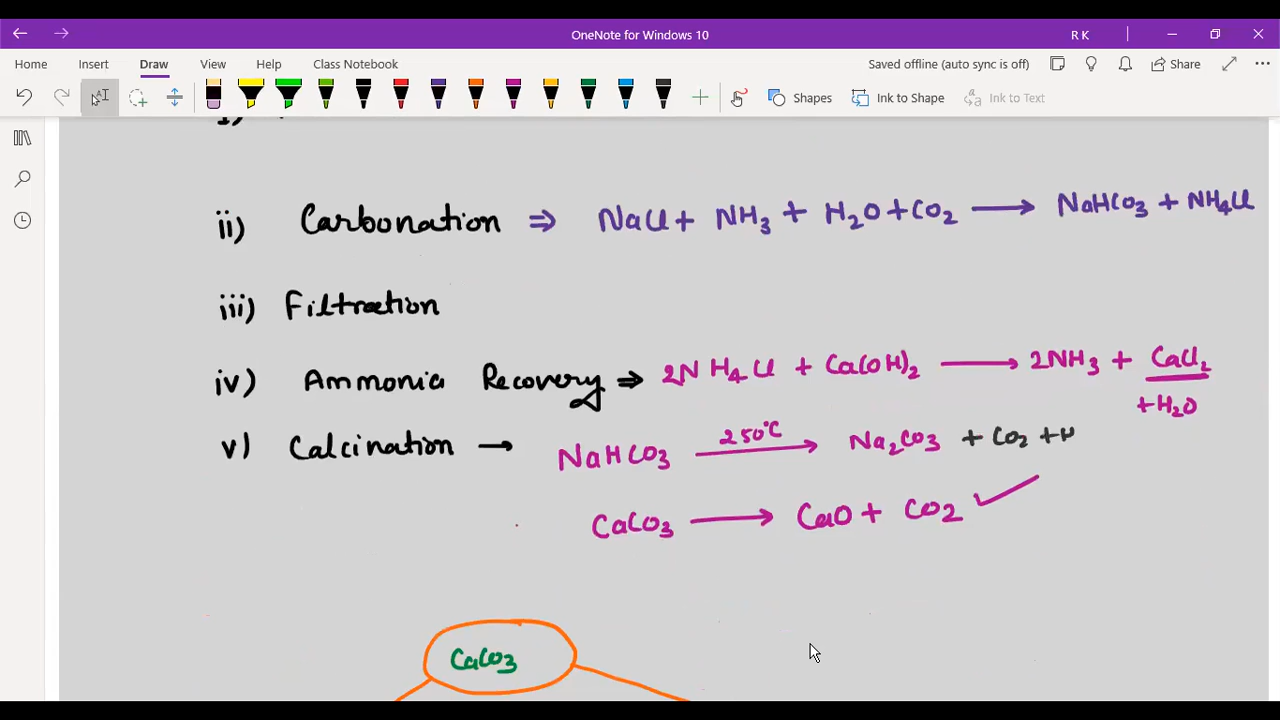 OneNote for Windows 10
R K
Home Insert Draw View Help Class Notebook
Saved offline (auto sync is off) Share
Shapes Ink to Shape Ink to Text
ii) Carbonation ⇒ NaCl + NH3 + H2O + CO2 → NaHCO3 + NH4Cl
iii) Filtration
iv) Ammonia Recovery ⇒ 2NH4Cl + Ca(OH)2 → 2NH3 + CaCl2
+H2O
v) Calcination → NaHCO3 250°C → Na2CO3 + CO2 + H
CaCO3 → CaO + CO2 ✓
CaCO3